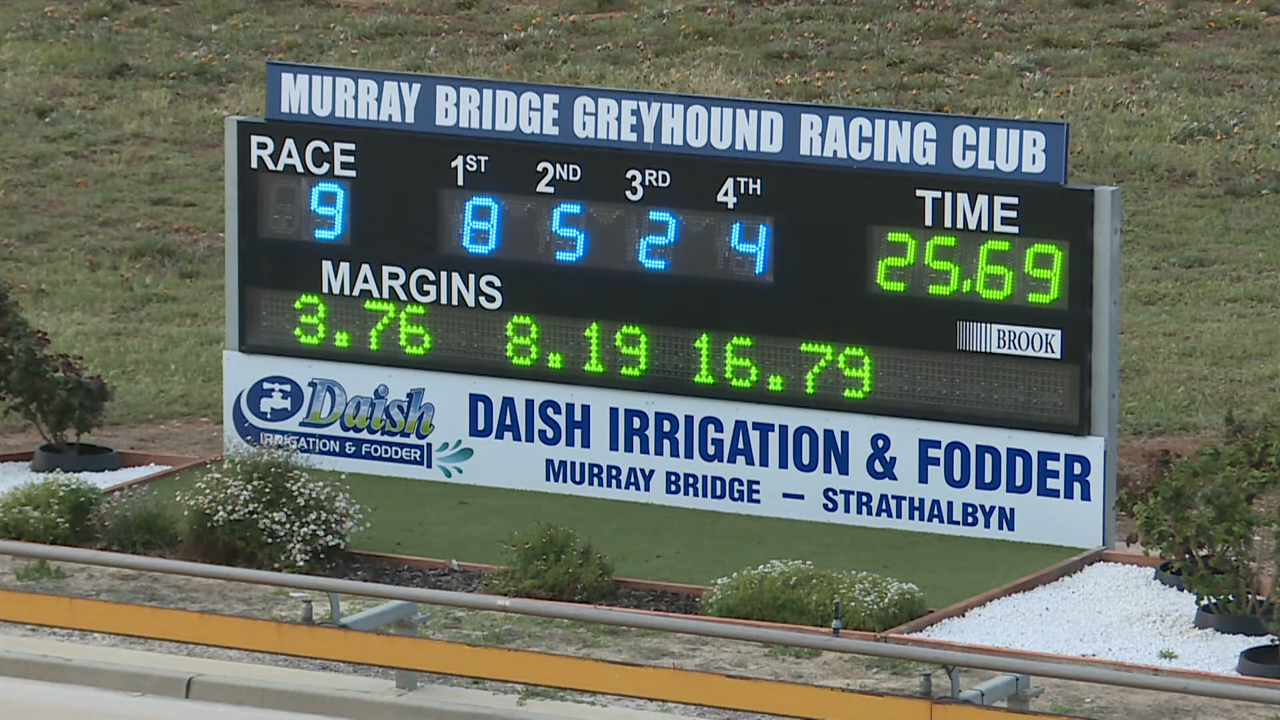 MURRAY BRIDGE GREYHOUND RACING CLUB
RACE 1ST 2ND 3RD 4TH TIME
9 8 5 2 4 25.69
MARGINS
3.76 8.19 16.79
BROOK
Daish
IRRIGATION & FODDER
DAISH IRRIGATION & FODDER
MURRAY BRIDGE – STRATHALBYN